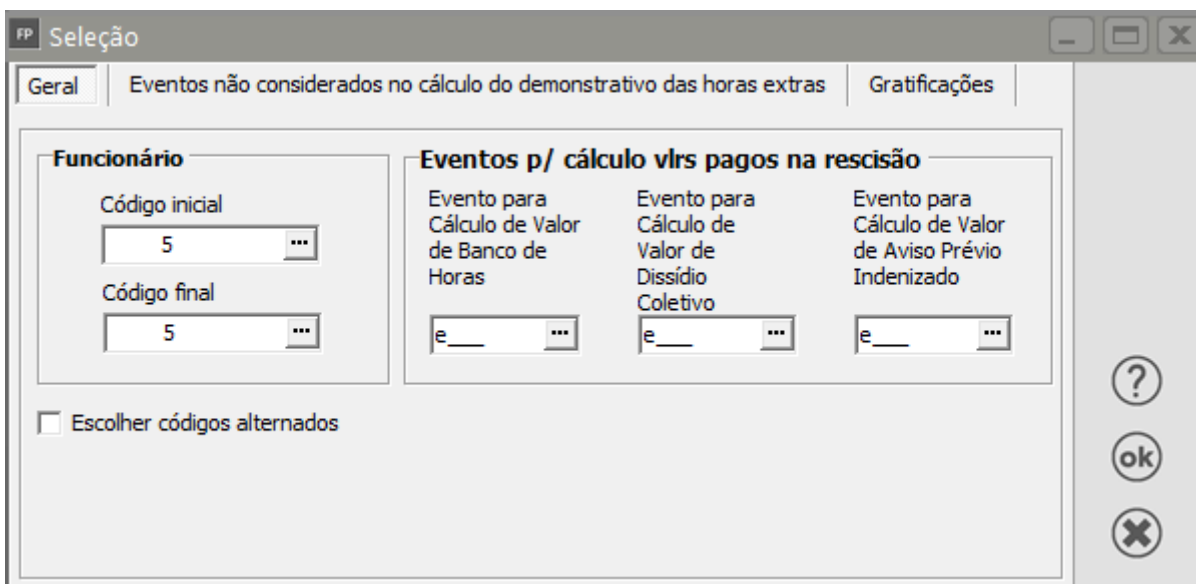 FP Seleção
Geral Eventos não considerados no cálculo do demonstrativo das horas extras Gratificações
Funcionário
Código inicial
5 ...
Código final
5 ...
Eventos p/ cálculo vlrs pagos na rescisão
Evento para
Cálculo de Valor
de Banco de
Horas
e___ ...
Evento para
Cálculo de
Valor de
Dissídio
Coletivo
e___ ...
Evento para
Cálculo de Valor
de Aviso Prévio
Indenizado
e___ ...
Escolher códigos alternados
?
ok